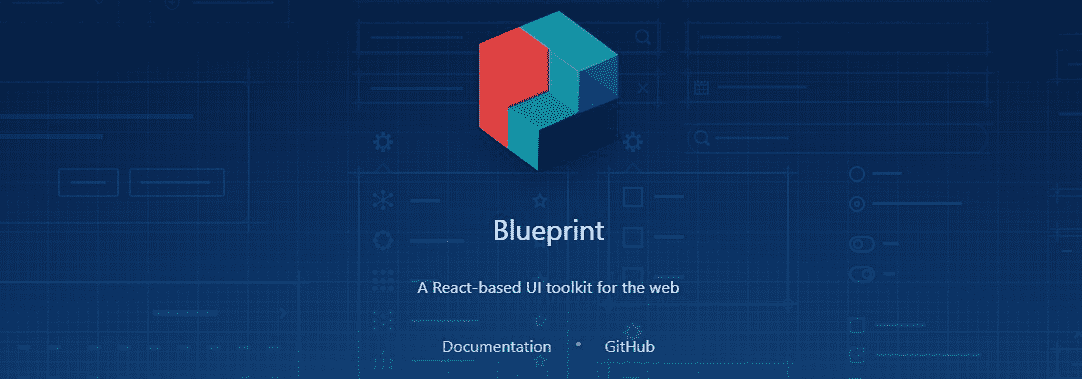 Blueprint
A React-based UI toolkit for the web
Documentation • GitHub